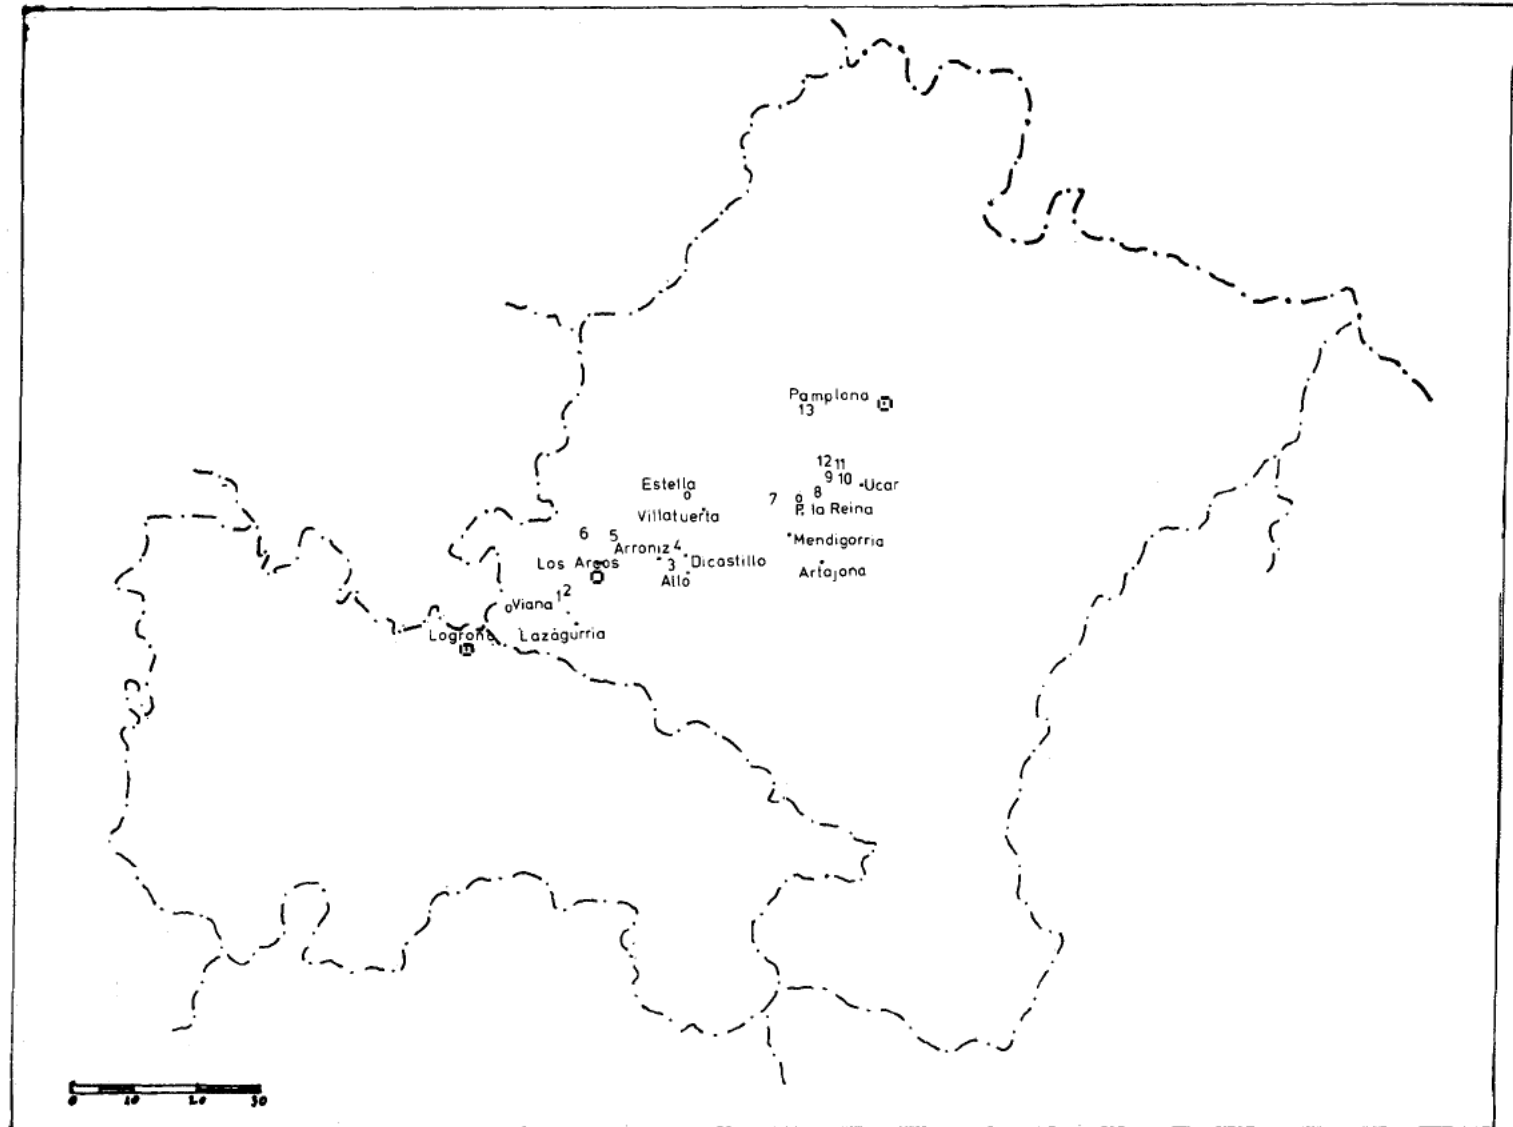 Pamplona
13
12 11
9 10
Ucar
Estella
7
8
P. la Reina
Villatuerta
6
5
Mendigorria
Arroniz 4
Los Arcos
3
Dicastillo
Artajona
Allo
1 2
Viana
Logroño
Lazágurria
0 10 20 30